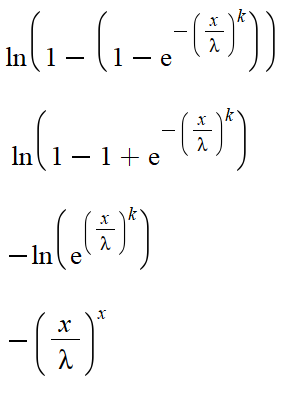 ln(1 − (1 − e^(−(x/λ)^k)))
ln(1 − 1 + e^(−(x/λ)^k))
−ln(e^((x/λ)^k))
−(x/λ)^x